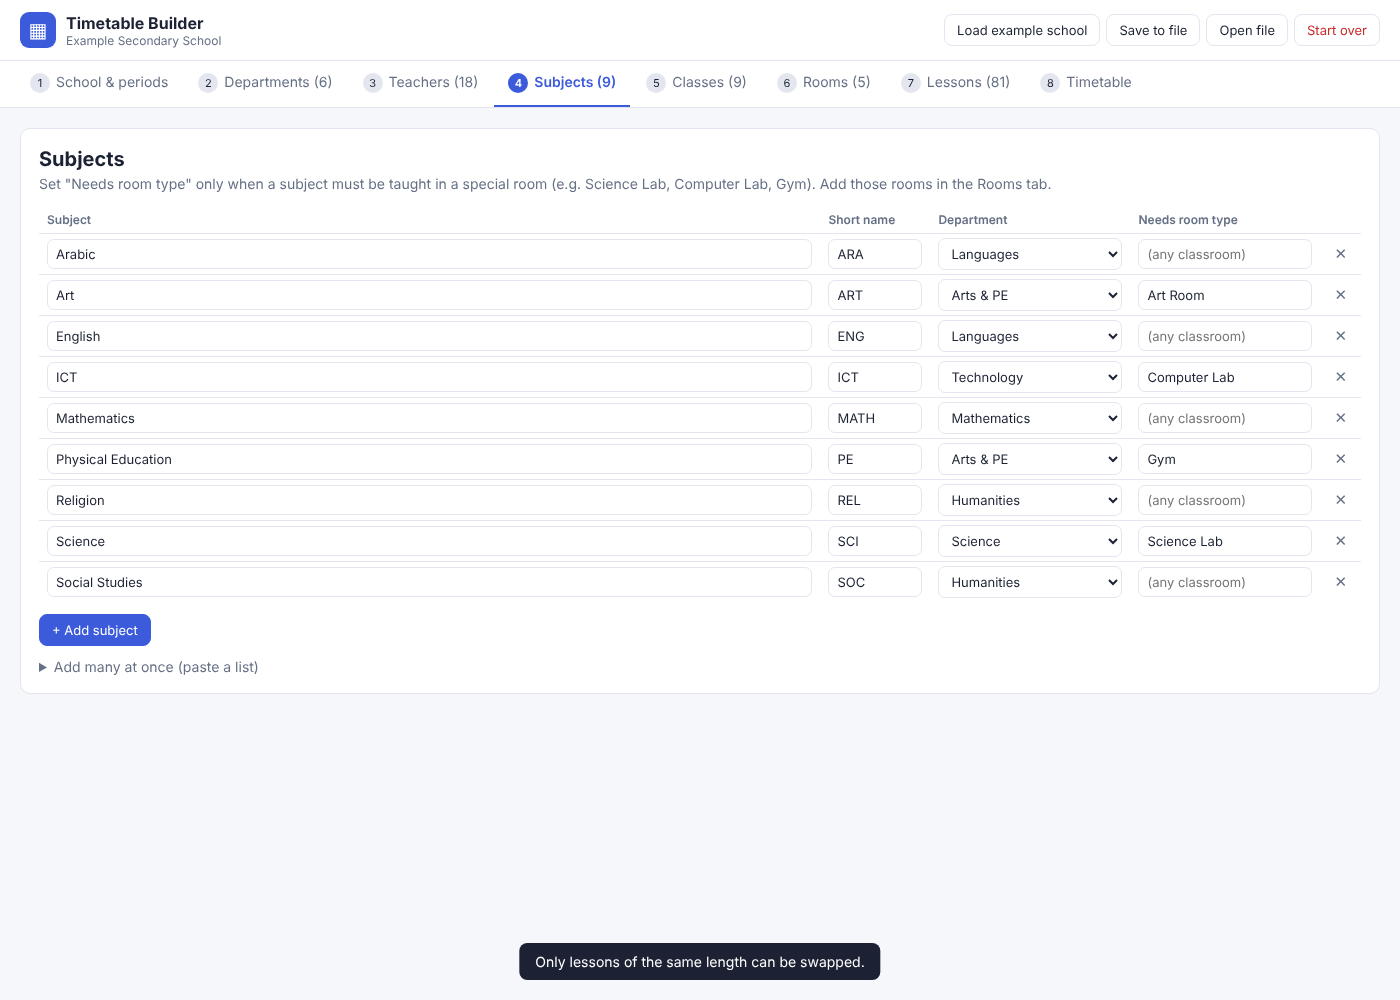 Timetable Builder
Example Secondary School
Load example school Save to file Open file Start over
1 School & periods 2 Departments (6) 3 Teachers (18) 4 Subjects (9) 5 Classes (9) 6 Rooms (5) 7 Lessons (81) 8 Timetable
Subjects
Set "Needs room type" only when a subject must be taught in a special room (e.g. Science Lab, Computer Lab, Gym). Add those rooms in the Rooms tab.
Subject Short name Department Needs room type
Arabic ARA Languages (any classroom) ✕
Art ART Arts & PE Art Room ✕
English ENG Languages (any classroom) ✕
ICT ICT Technology Computer Lab ✕
Mathematics MATH Mathematics (any classroom) ✕
Physical Education PE Arts & PE Gym ✕
Religion REL Humanities (any classroom) ✕
Science SCI Science Science Lab ✕
Social Studies SOC Humanities (any classroom) ✕
+ Add subject
▶ Add many at once (paste a list)
Only lessons of the same length can be swapped.